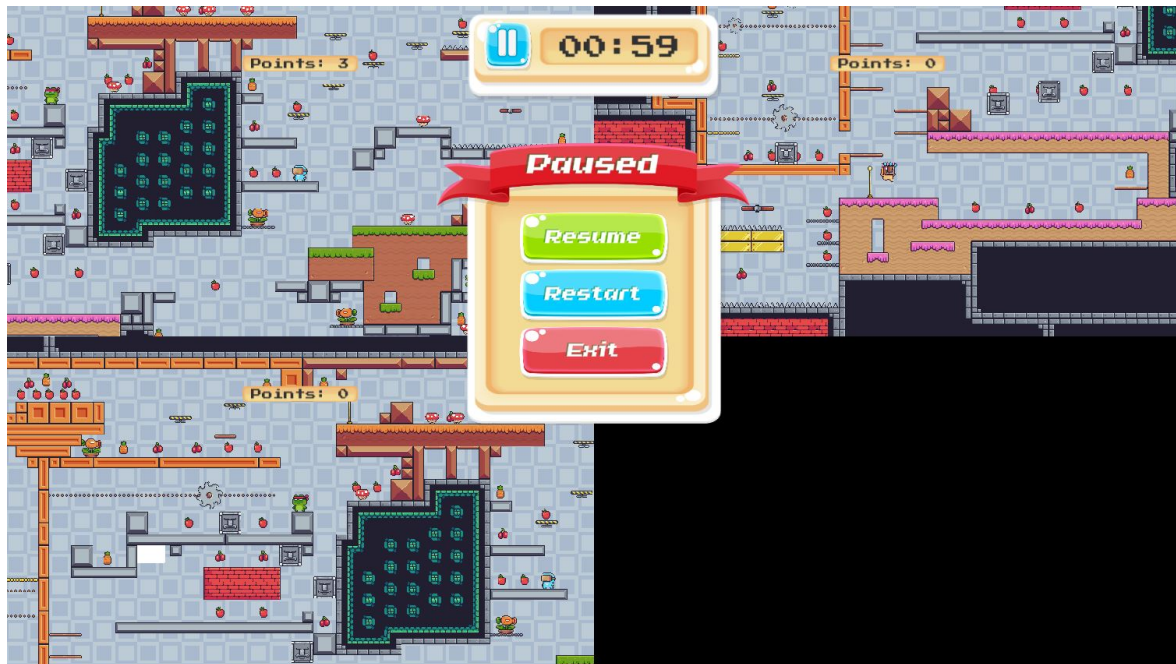 00:59
Points: 3
Points: 0
Paused
Resume
Restart
Exit
Points: 0